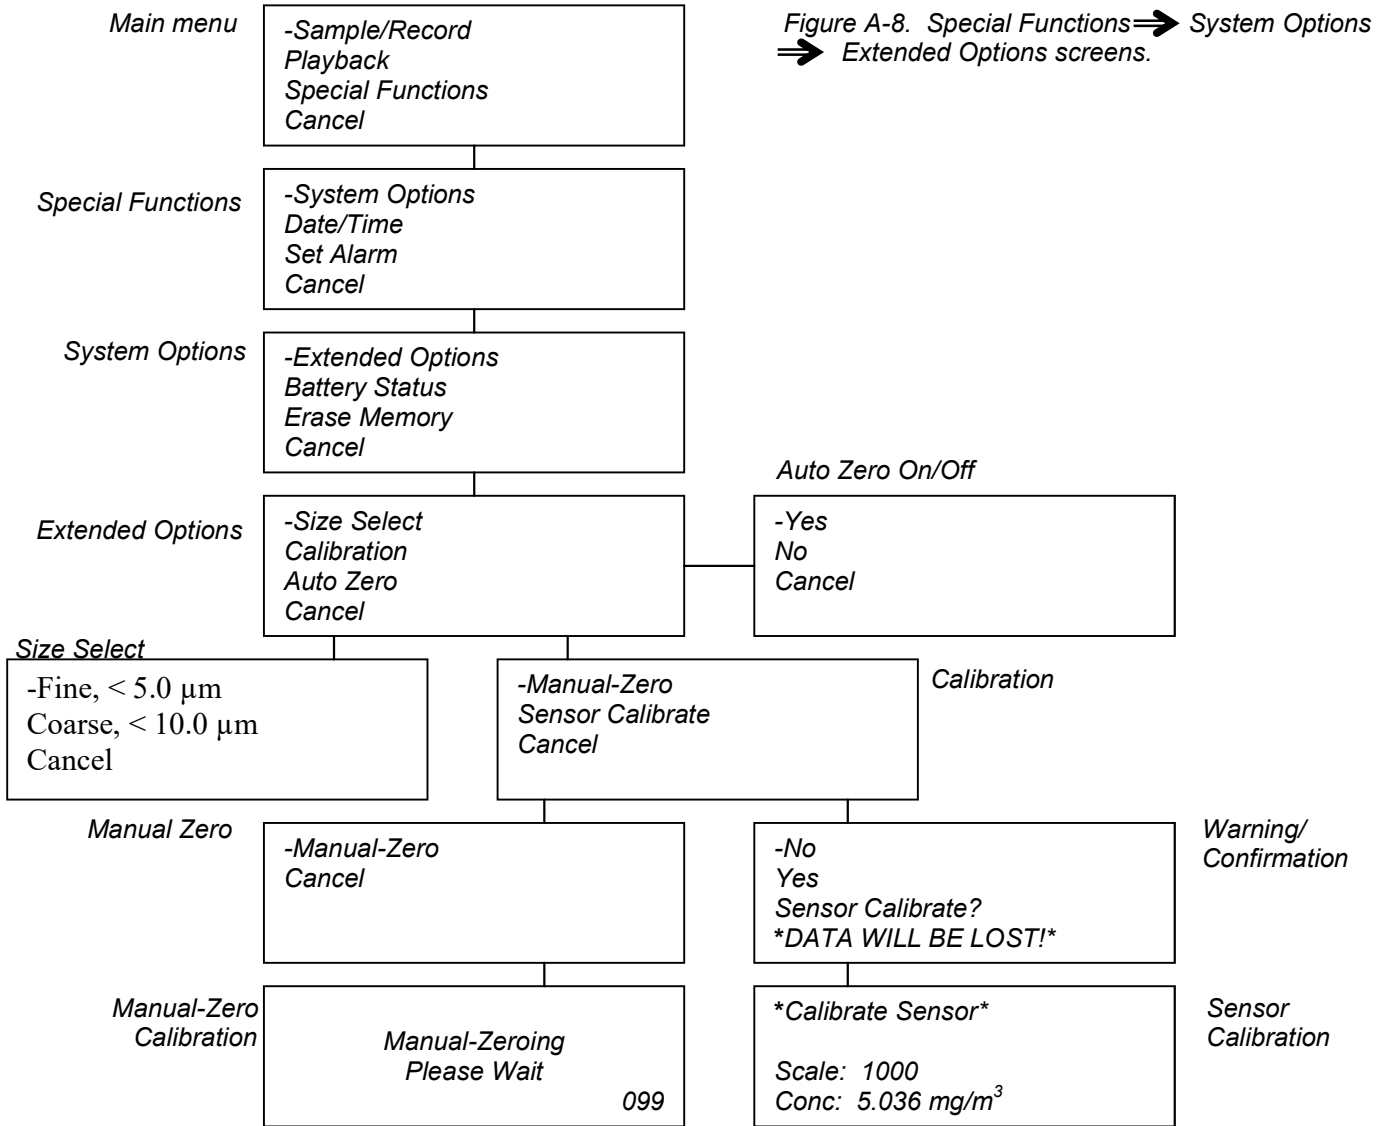 Figure A-8. Special Functions⇒ System Options
⇒ Extended Options screens.
Main menu
-Sample/Record
Playback
Special Functions
Cancel
Special Functions
-System Options
Date/Time
Set Alarm
Cancel
System Options
-Extended Options
Battery Status
Erase Memory
Cancel
Extended Options
-Size Select
Calibration
Auto Zero
Cancel
Auto Zero On/Off
-Yes
No
Cancel
Size Select
-Fine, < 5.0 µm
Coarse, < 10.0 µm
Cancel
Calibration
-Manual-Zero
Sensor Calibrate
Cancel
Manual Zero
-Manual-Zero
Cancel
Warning/
Confirmation
-No
Yes
Sensor Calibrate?
*DATA WILL BE LOST!*
Manual-Zero
Calibration
Manual-Zeroing
Please Wait
099
Sensor
Calibration
*Calibrate Sensor*
Scale: 1000
Conc: 5.036 mg/m³